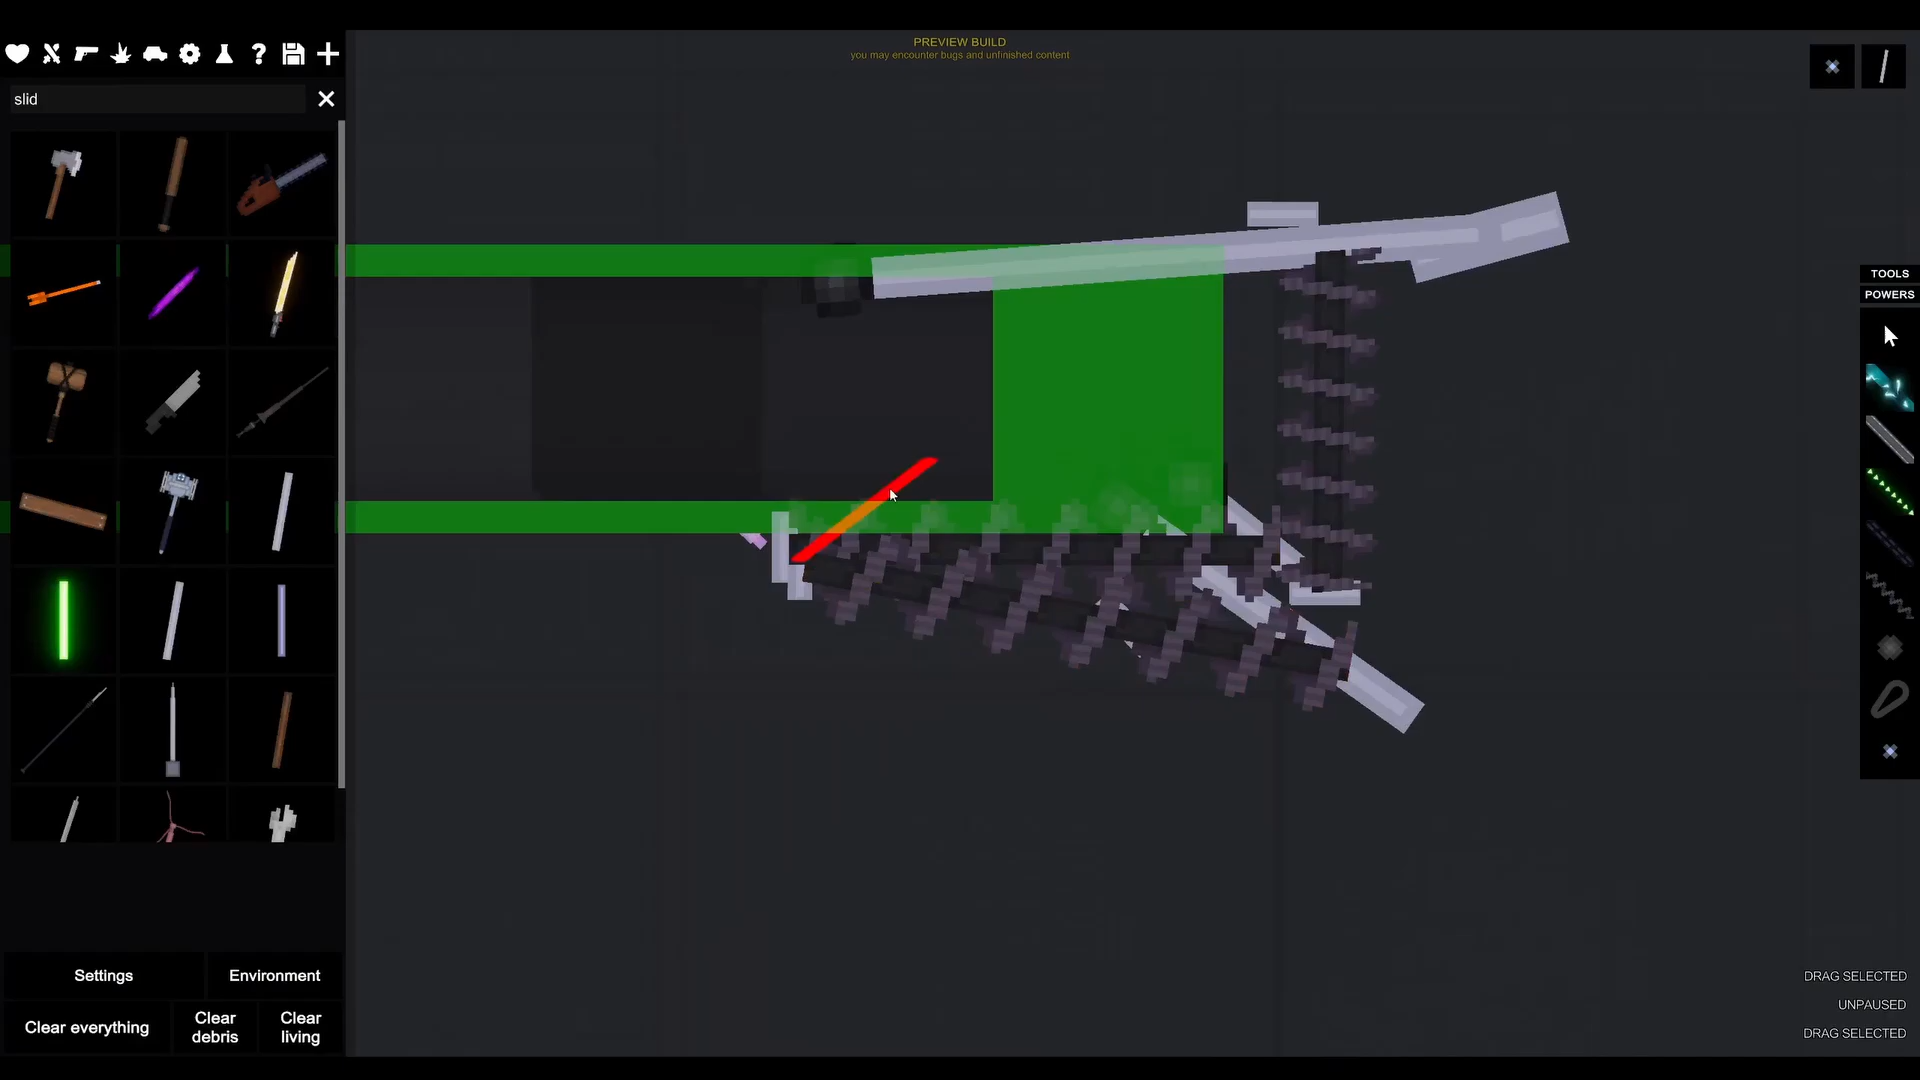 PREVIEW BUILD
you may encounter bugs and unfinished content
slid
TOOLS
POWERS
Settings
Environment
Clear everything
Clear debris
Clear living
DRAG SELECTED
UNPAUSED
DRAG SELECTED